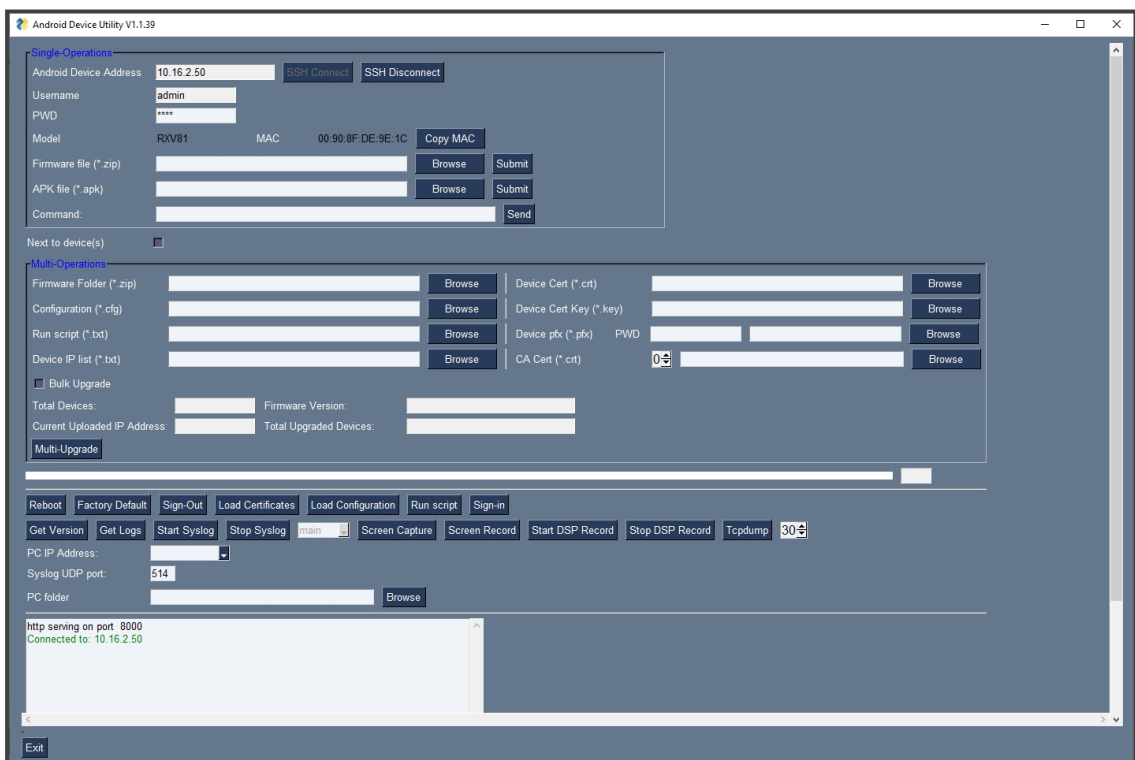 Android Device Utility V1.1.39
Single-Operations
Android Device Address 10.16.2.50 SSH Connect SSH Disconnect
Username admin
PWD ****
Model RXV81 MAC 00:90:8F:DE:9E:1C Copy MAC
Firmware file (*.zip) Browse Submit
APK file (*.apk) Browse Submit
Command: Send
Next to device(s)
Multi-Operations
Firmware Folder (*.zip) Browse Device Cert (*.crt) Browse
Configuration (*.cfg) Browse Device Cert Key (*.key) Browse
Run script (*.txt) Browse Device pfx (*.pfx) PWD Browse
Device IP list (*.txt) Browse CA Cert (*.crt) 0 Browse
Bulk Upgrade
Total Devices: Firmware Version:
Current Uploaded IP Address: Total Upgraded Devices:
Multi-Upgrade
Reboot Factory Default Sign-Out Load Certificates Load Configuration Run script Sign-in
Get Version Get Logs Start Syslog Stop Syslog main Screen Capture Screen Record Start DSP Record Stop DSP Record Tcpdump 30
PC IP Address:
Syslog UDP port: 514
PC folder Browse
http serving on port 8000
Connected to: 10.16.2.50
Exit